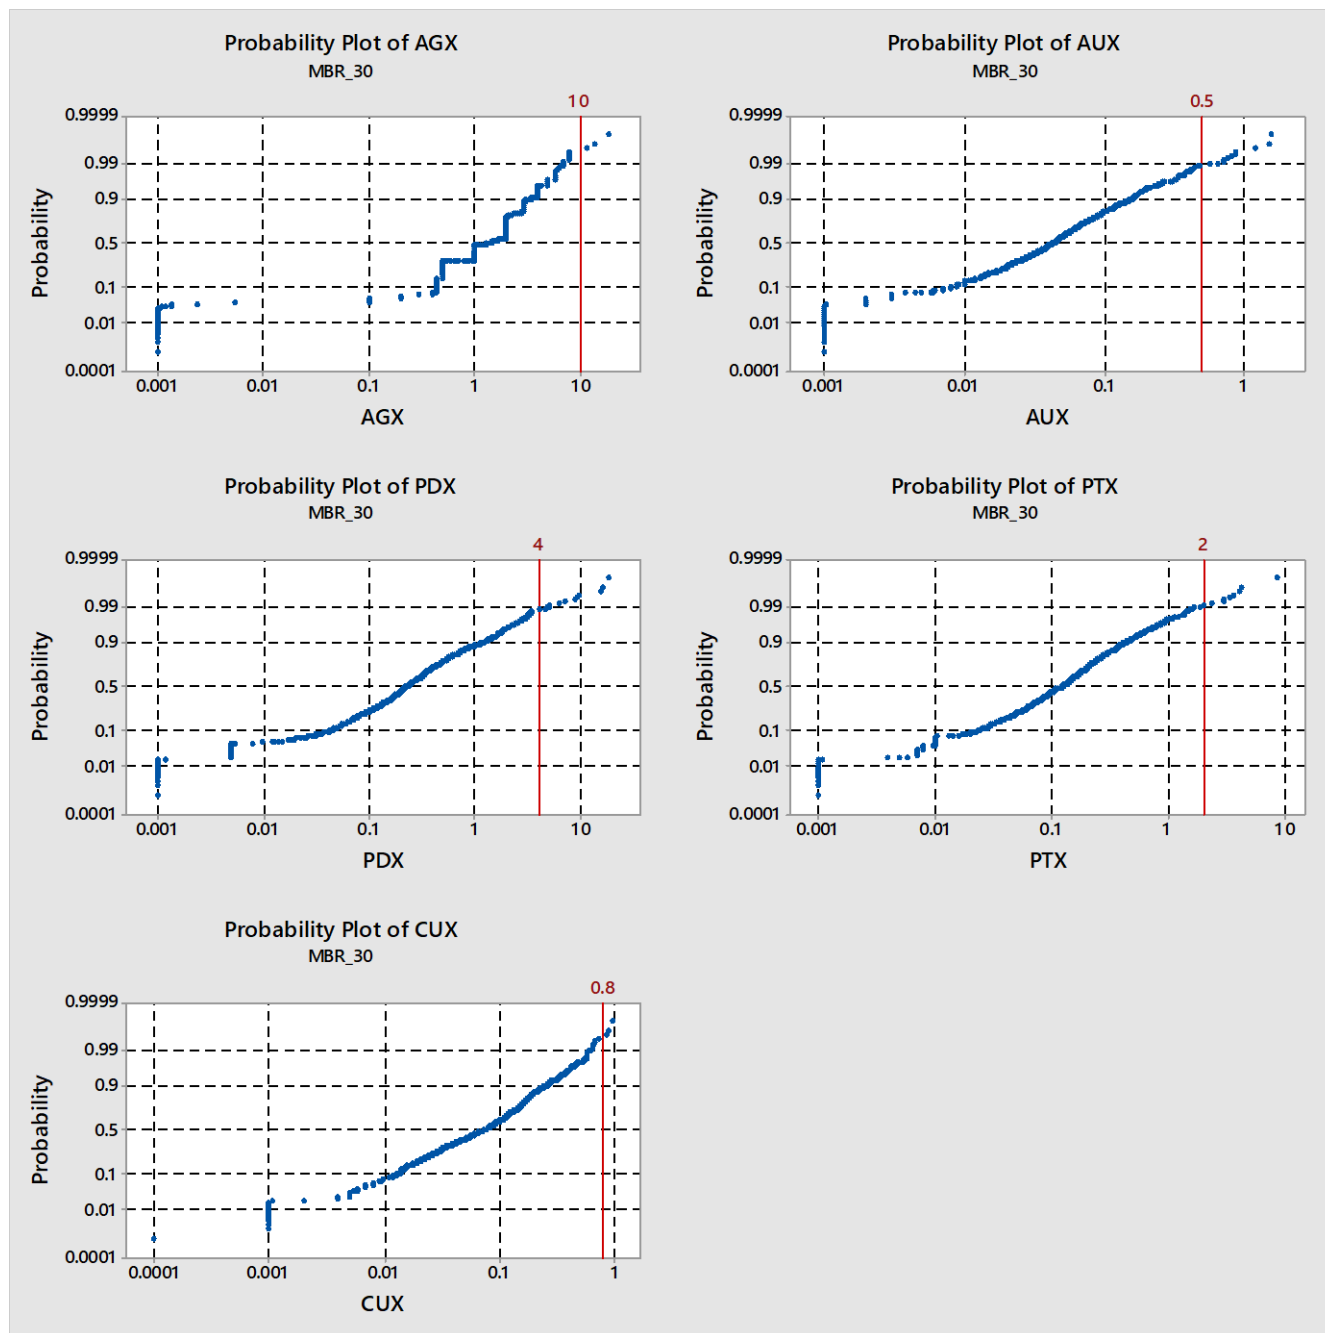 Probability Plot of AGX
MBR_30
10
0.9999
0.99
0.9
0.5
0.1
0.01
0.0001
Probability
0.001 0.01 0.1 1 10
AGX
Probability Plot of AUX
MBR_30
0.5
0.9999
0.99
0.9
0.5
0.1
0.01
0.0001
Probability
0.001 0.01 0.1 1
AUX
Probability Plot of PDX
MBR_30
4
0.9999
0.99
0.9
0.5
0.1
0.01
0.0001
Probability
0.001 0.01 0.1 1 10
PDX
Probability Plot of PTX
MBR_30
2
0.9999
0.99
0.9
0.5
0.1
0.01
0.0001
Probability
0.001 0.01 0.1 1 10
PTX
Probability Plot of CUX
MBR_30
0.8
0.9999
0.99
0.9
0.5
0.1
0.01
0.0001
Probability
0.0001 0.001 0.01 0.1 1
CUX